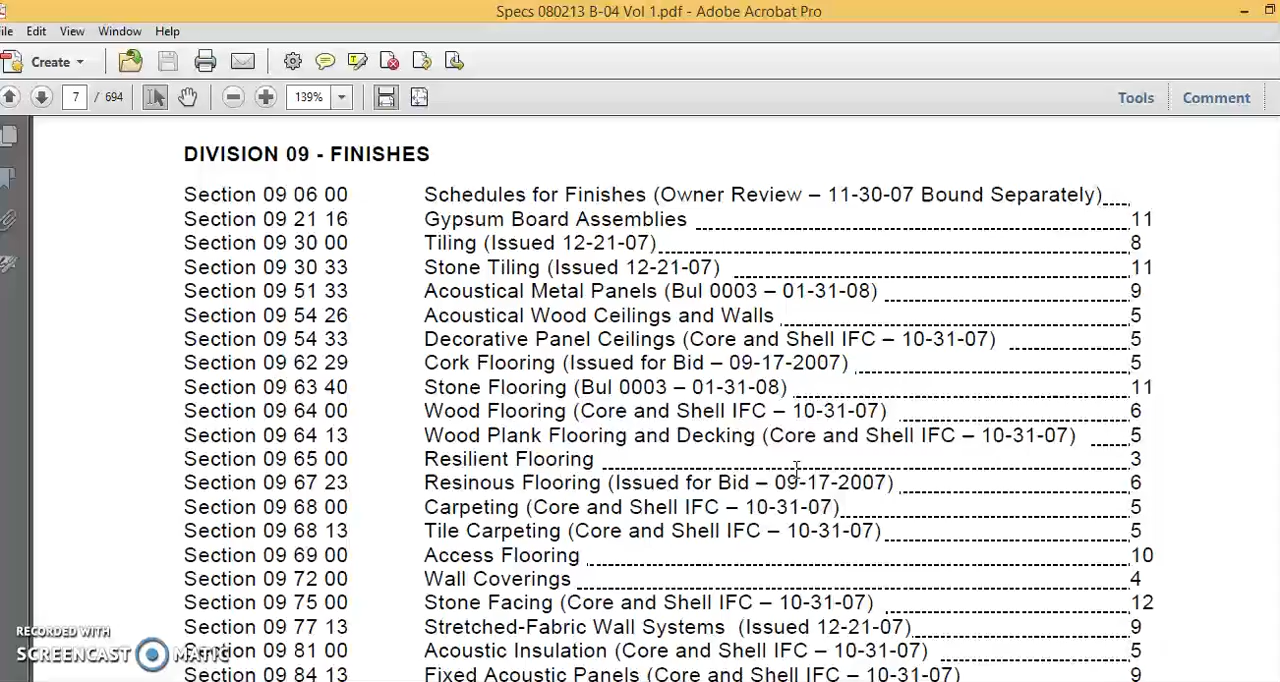 Specs 080213 B-04 Vol 1.pdf - Adobe Acrobat Pro
ile Edit View Window Help
Create
7 / 694 139% Tools Comment
DIVISION 09 - FINISHES
Section 09 06 00 Schedules for Finishes (Owner Review – 11-30-07 Bound Separately)
Section 09 21 16 Gypsum Board Assemblies 11
Section 09 30 00 Tiling (Issued 12-21-07) 8
Section 09 30 33 Stone Tiling (Issued 12-21-07) 11
Section 09 51 33 Acoustical Metal Panels (Bul 0003 – 01-31-08) 9
Section 09 54 26 Acoustical Wood Ceilings and Walls 5
Section 09 54 33 Decorative Panel Ceilings (Core and Shell IFC – 10-31-07) 5
Section 09 62 29 Cork Flooring (Issued for Bid – 09-17-2007) 5
Section 09 63 40 Stone Flooring (Bul 0003 – 01-31-08) 11
Section 09 64 00 Wood Flooring (Core and Shell IFC – 10-31-07) 6
Section 09 64 13 Wood Plank Flooring and Decking (Core and Shell IFC – 10-31-07) 5
Section 09 65 00 Resilient Flooring 3
Section 09 67 23 Resinous Flooring (Issued for Bid – 09-17-2007) 6
Section 09 68 00 Carpeting (Core and Shell IFC – 10-31-07) 5
Section 09 68 13 Tile Carpeting (Core and Shell IFC – 10-31-07) 5
Section 09 69 00 Access Flooring 10
Section 09 72 00 Wall Coverings 4
Section 09 75 00 Stone Facing (Core and Shell IFC – 10-31-07) 12
Section 09 77 13 Stretched-Fabric Wall Systems (Issued 12-21-07) 9
Section 09 81 00 Acoustic Insulation (Core and Shell IFC – 10-31-07) 5
Section 09 84 13 Fixed Acoustic Panels (Core and Shell IFC – 10-31-07) 9
RECORDED WITH
SCREENCAST MATIC